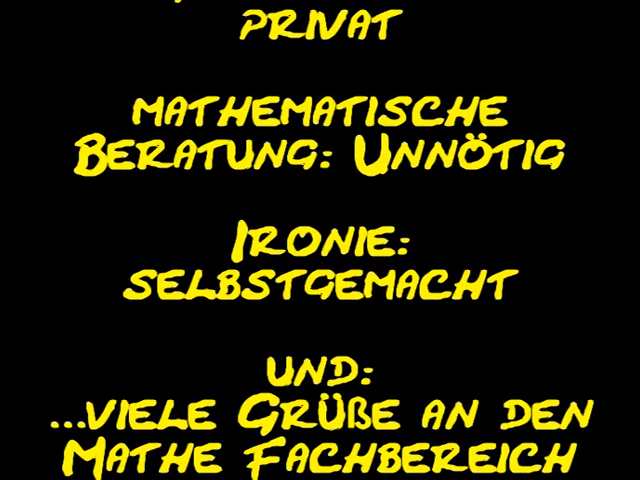 PRIVAT
MATHEMATISCHE
BERATUNG: UNNÖTIG
IRONIE:
SELBSTGEMACHT
UND:
...VIELE GRÜßE AN DEN
MATHE FACHBEREICH